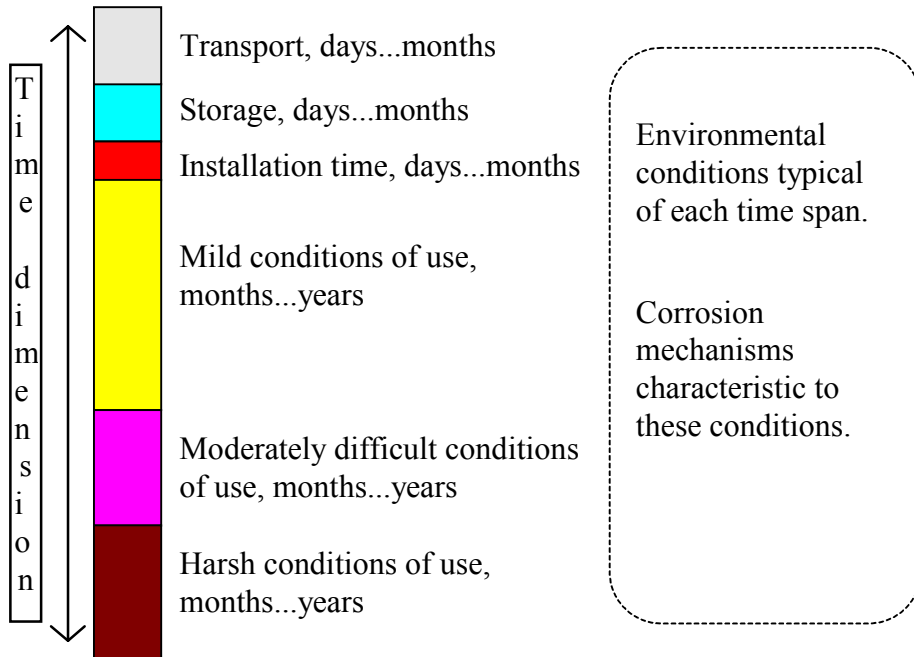 Time dimension
Transport, days...months
Storage, days...months
Installation time, days...months
Mild conditions of use,
months...years
Moderately difficult conditions
of use, months...years
Harsh conditions of use,
months...years
Environmental
conditions typical
of each time span.
Corrosion
mechanisms
characteristic to
these conditions.